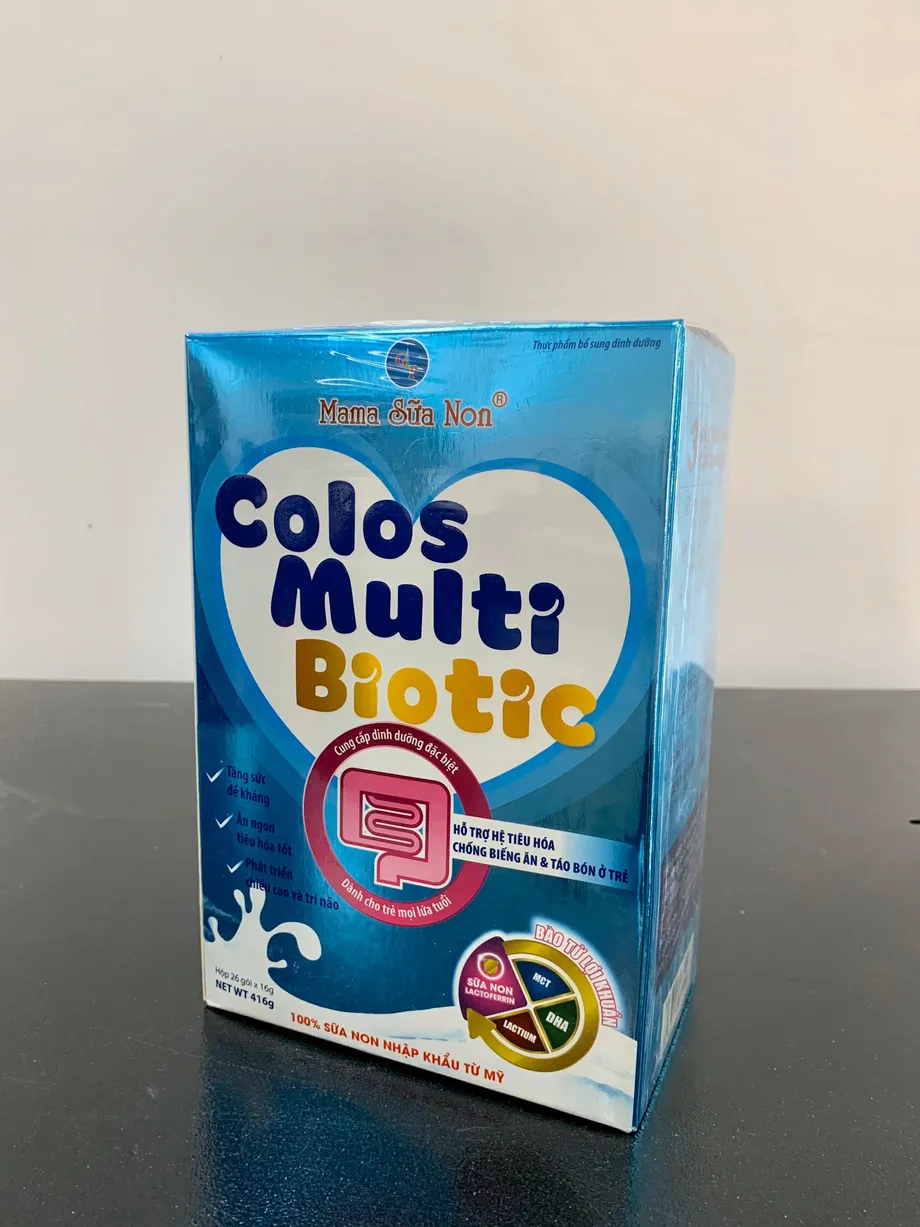 Thực phẩm bổ sung dinh dưỡng
Mama Sữa Non®
Colos
Multi
Biotic
Cung cấp dinh dưỡng đặc biệt
Dành cho trẻ mọi lứa tuổi
Tăng sức
đề kháng
Ăn ngon
tiêu hóa tốt
Phát triển
chiều cao và trí não
HỖ TRỢ HỆ TIÊU HÓA
CHỐNG BIẾNG ĂN & TÁO BÓN Ở TRẺ
BÀO TỬ LỢI KHUẨN
SỮA NON
LACTOFERRIN
MCT
DHA
LACTIUM
Hộp 26 gói x 16g
NET WT 416g
100% SỮA NON NHẬP KHẨU TỪ MỸ